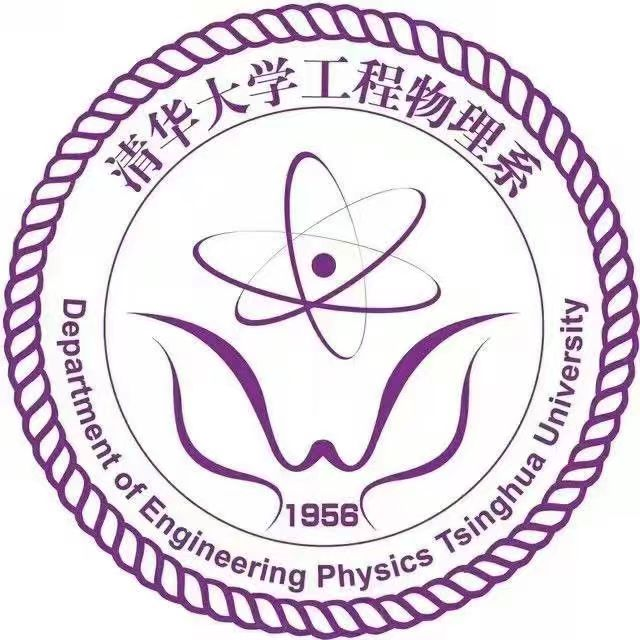 清华大学工程物理系
1956
Department of Engineering Physics Tsinghua University